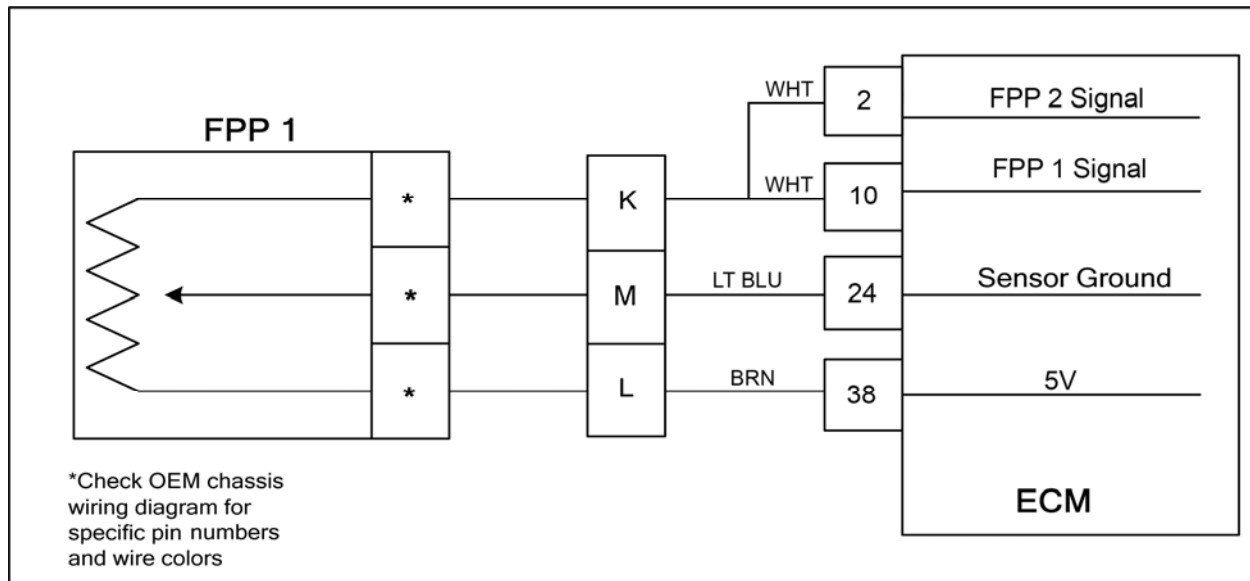 FPP 1
*
*
*
K
M
L
WHT
WHT
LT BLU
BRN
2
10
24
38
FPP 2 Signal
FPP 1 Signal
Sensor Ground
5V
ECM
*Check OEM chassis
wiring diagram for
specific pin numbers
and wire colors